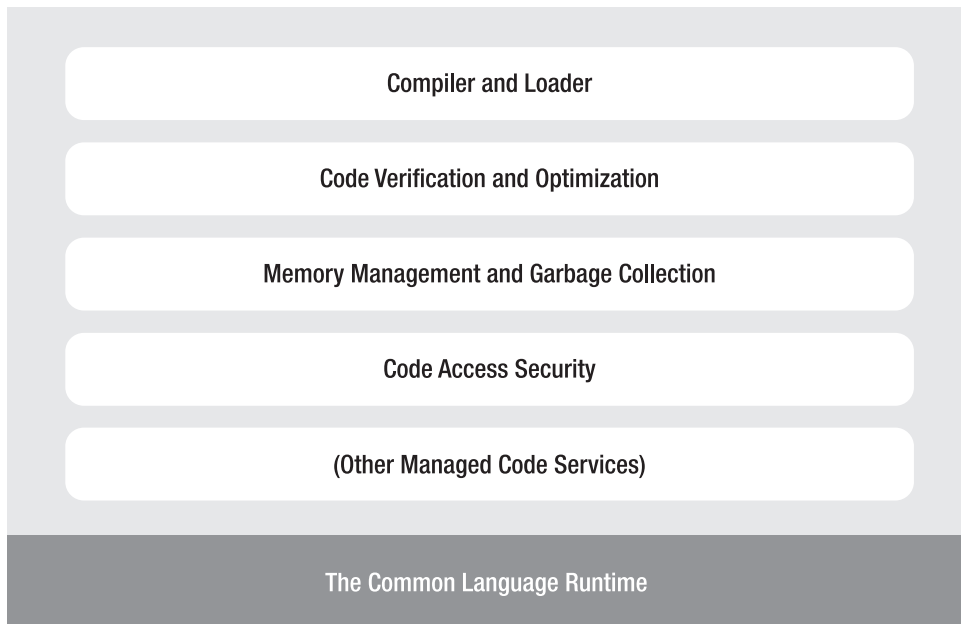 Compiler and Loader
Code Verification and Optimization
Memory Management and Garbage Collection
Code Access Security
(Other Managed Code Services)
The Common Language Runtime